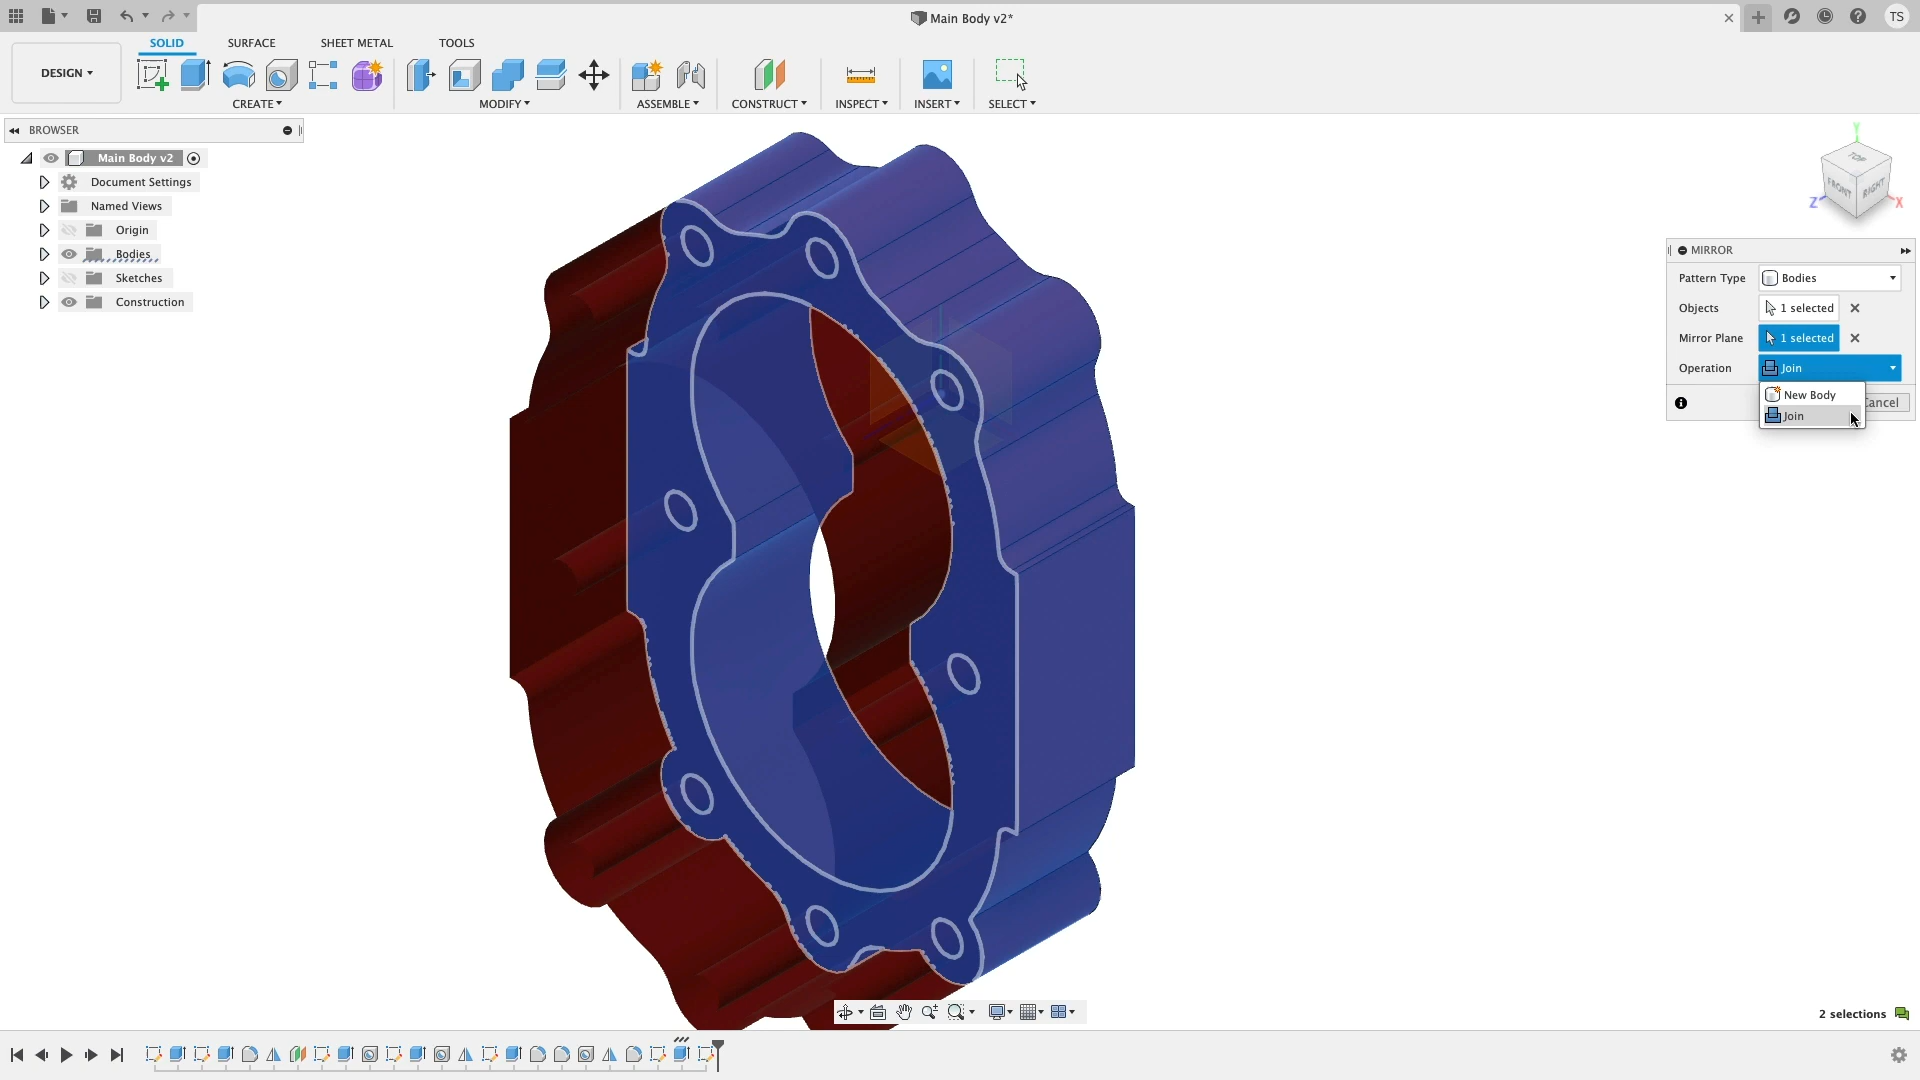 Main Body v2*
TS
DESIGN
SOLID
SURFACE
SHEET METAL
TOOLS
CREATE
MODIFY
ASSEMBLE
CONSTRUCT
INSPECT
INSERT
SELECT
BROWSER
Main Body v2
Document Settings
Named Views
Origin
Bodies
Sketches
Construction
Y
TOP
FRONT
RIGHT
Z
X
MIRROR
Pattern Type
Bodies
Objects
1 selected
Mirror Plane
1 selected
Operation
Join
New Body
Join
Cancel
2 selections